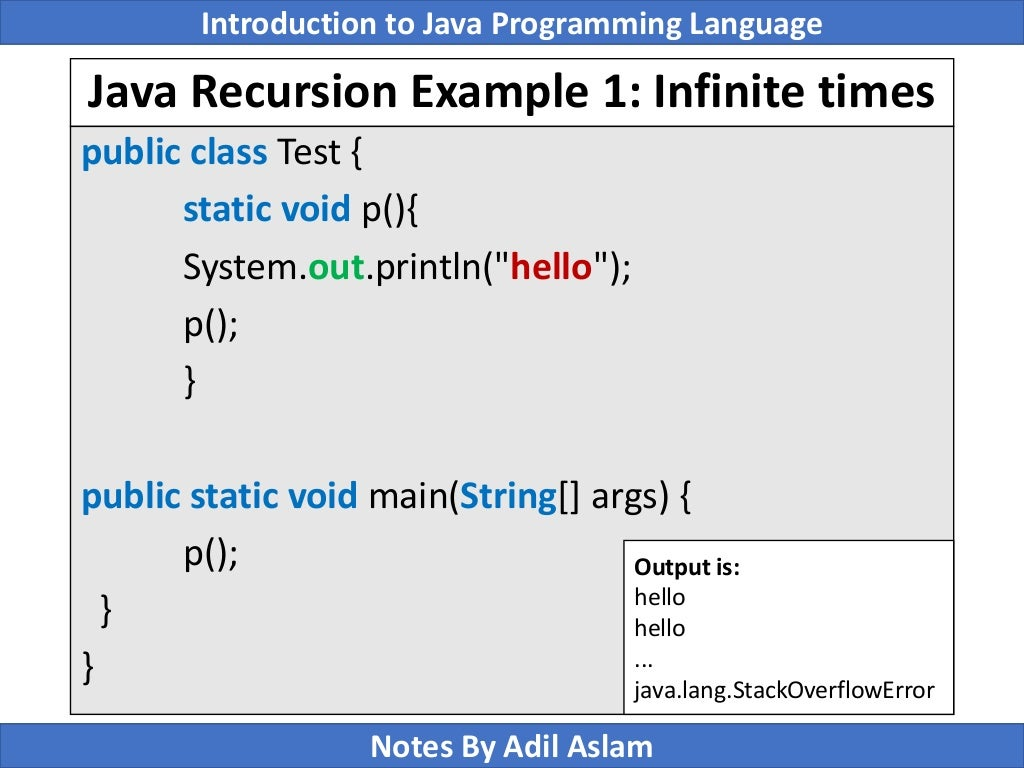 Introduction to Java Programming Language
Java Recursion Example 1: Infinite times
public class Test {
static void p(){
System.out.println("hello");
p();
}
public static void main(String[] args) {
p();
}
}
Output is:
hello
hello
...
java.lang.StackOverflowError
Notes By Adil Aslam